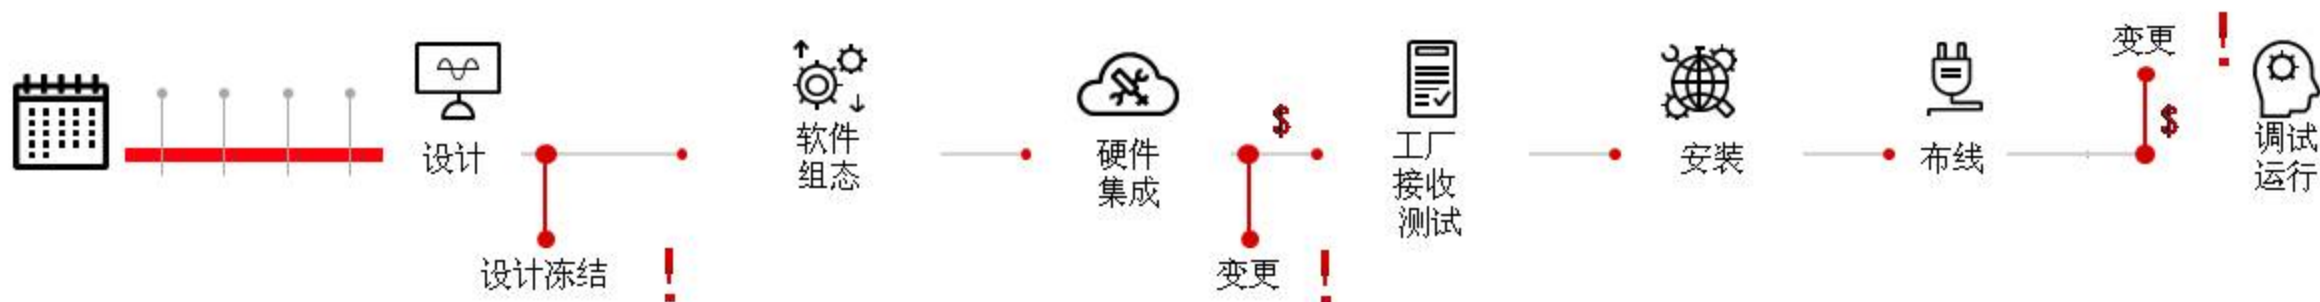 设计
设计冻结
!
软件
组态
硬件
集成
$
变更
!
工厂
接收
测试
安装
布线
变更
!
$
调试
运行